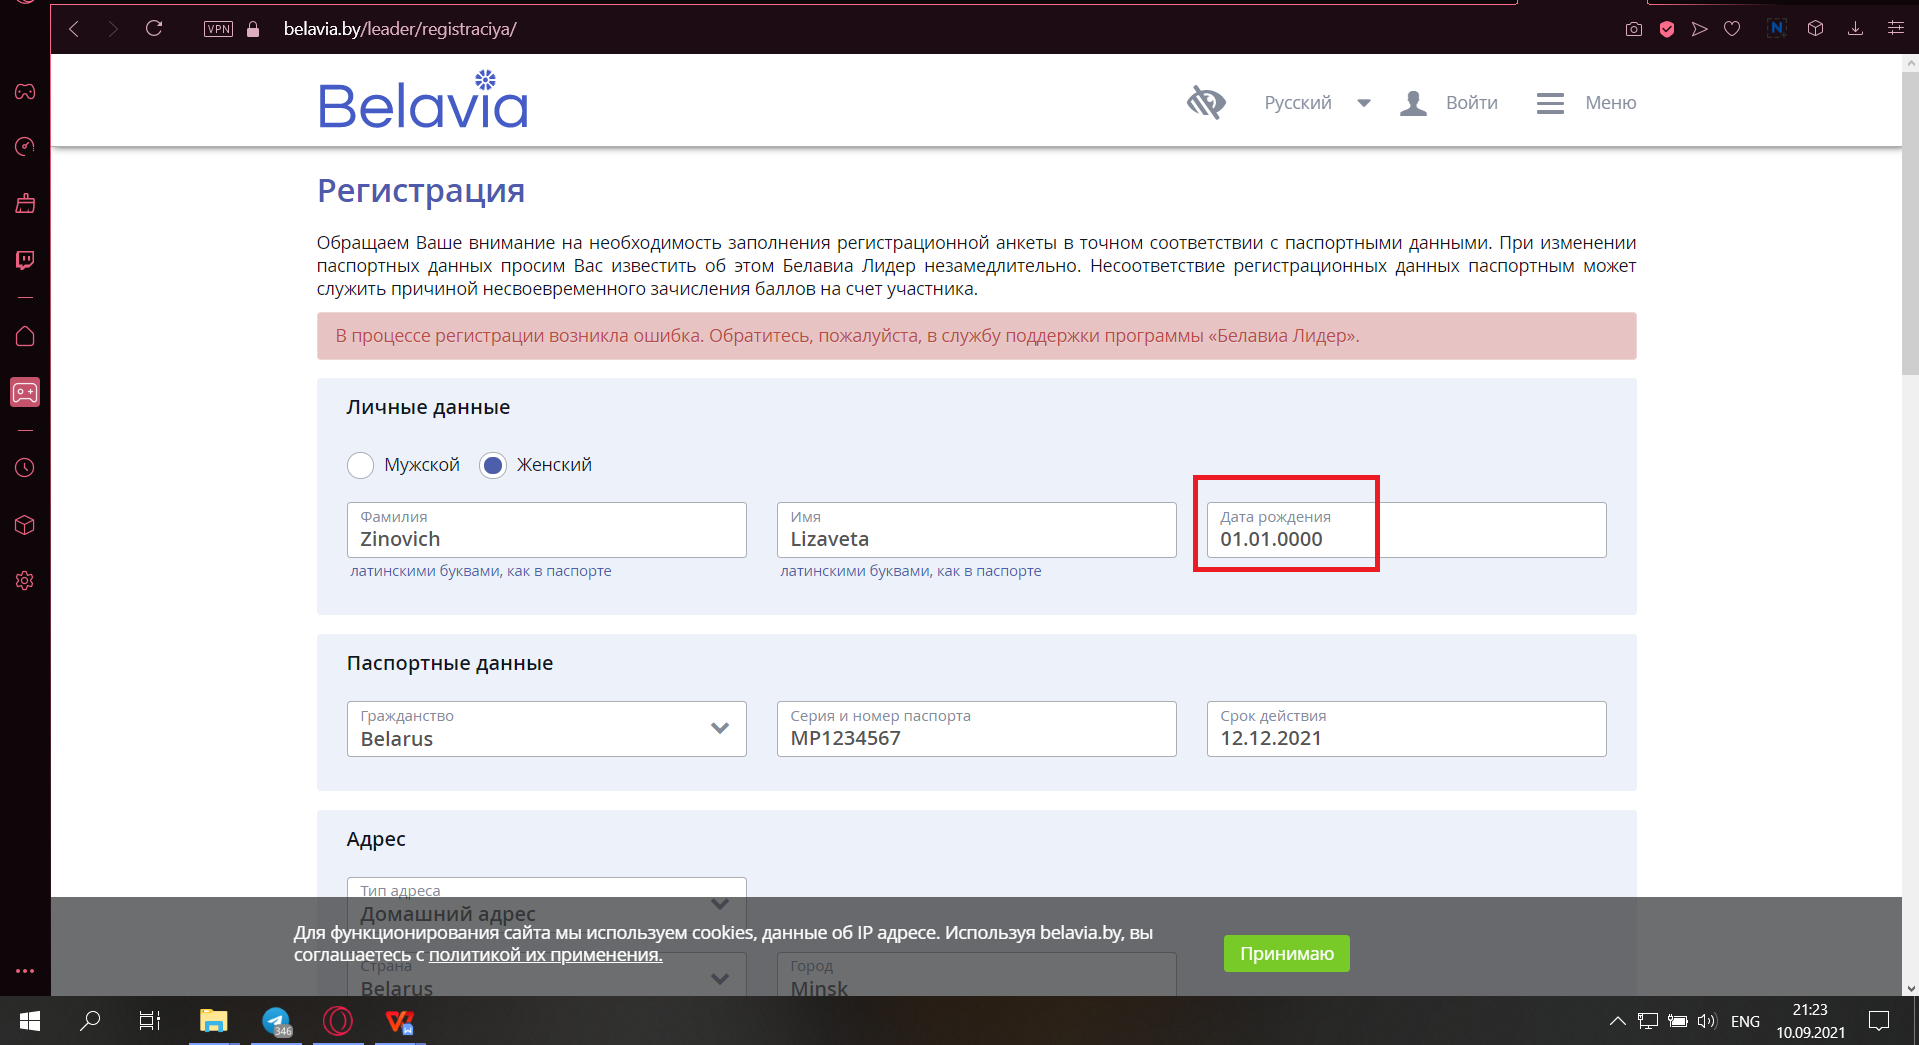 VPN
belavia.by/leader/registraciya/
N
Belavia
Русский
Войти
Меню
Регистрация
Обращаем Ваше внимание на необходимость заполнения регистрационной анкеты в точном соответствии с паспортными данными. При изменении
паспортных данных просим Вас известить об этом Белавиа Лидер незамедлительно. Несоответствие регистрационных данных паспортным может
служить причиной несвоевременного зачисления баллов на счет участника.
В процессе регистрации возникла ошибка. Обратитесь, пожалуйста, в службу поддержки программы «Белавиа Лидер».
Личные данные
Мужской
Женский
Фамилия
Zinovich
латинскими буквами, как в паспорте
Имя
Lizaveta
латинскими буквами, как в паспорте
Дата рождения
01.01.0000
Паспортные данные
Гражданство
Belarus
Серия и номер паспорта
MP1234567
Срок действия
12.12.2021
Адрес
Тип адреса
Домашний адрес
Для функционирования сайта мы используем cookies, данные об IP адресе. Используя belavia.by, вы
соглашаетесь с политикой их применения.
Принимаю
Страна
Belarus
Город
Minsk
346
W
ENG
21:23
10.09.2021